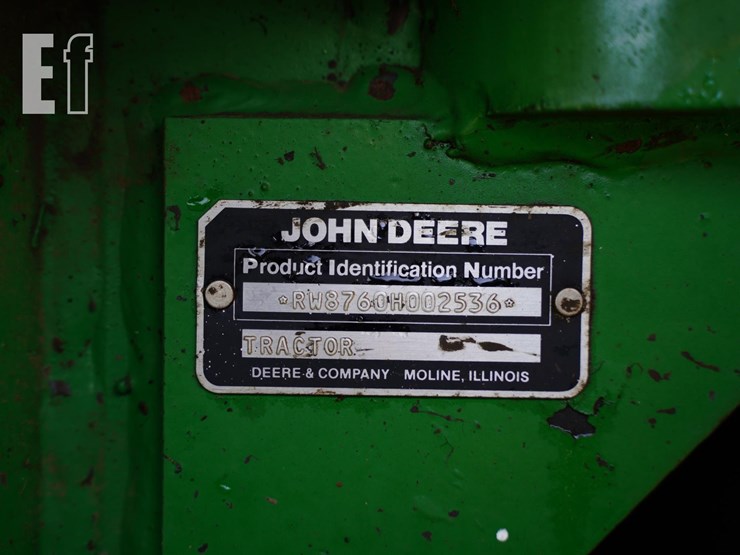 Ef
JOHN DEERE
Product Identification Number
*RW8760H002536*
TRACTOR
DEERE & COMPANY MOLINE, ILLINOIS